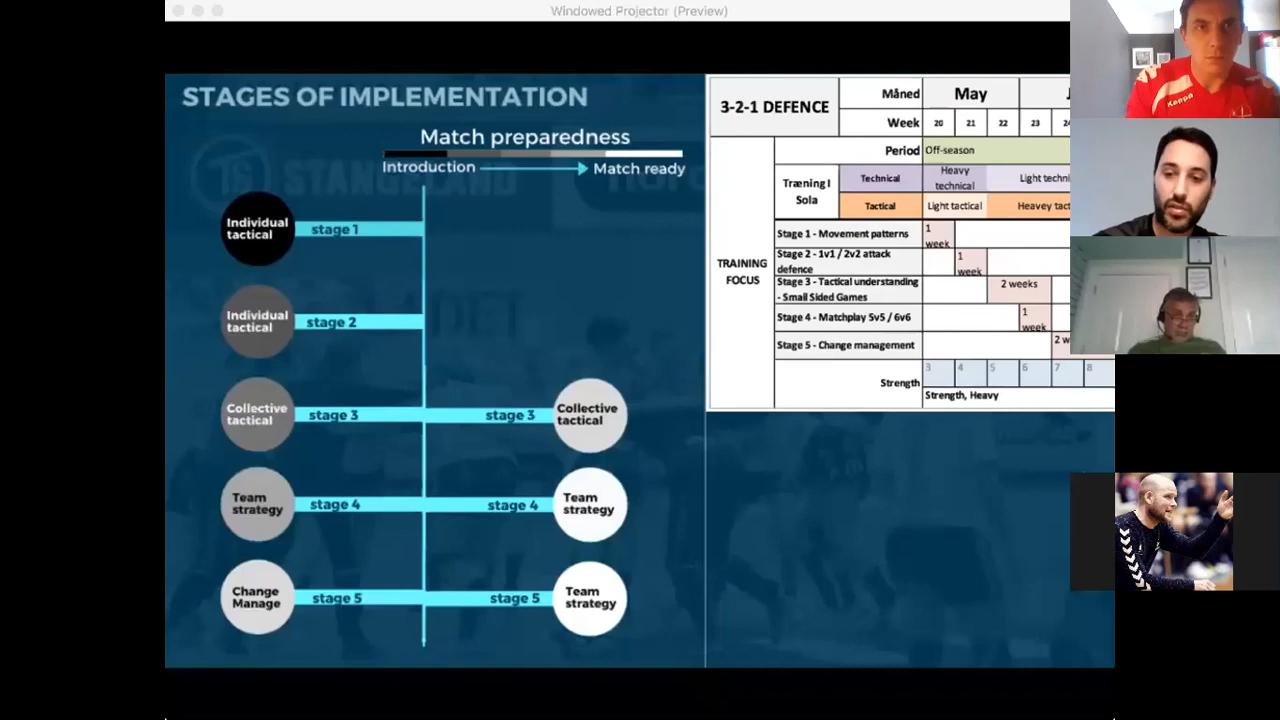 Windowed Projector (Preview)
STAGES OF IMPLEMENTATION
Match preparedness
Introduction
Match ready
Individual
tactical
stage 1
Individual
tactical
stage 2
Collective
tactical
stage 3
stage 3
Collective
tactical
Team
strategy
stage 4
stage 4
Team
strategy
Change
Manage
stage 5
stage 5
Team
strategy
STANGELAND
3-2-1 DEFENCE
Måned
May
Week
20
21
22
23
Period
Off-season
Træning I
Sola
Technical
Heavy
technical
Light techni
Tactical
Light tactical
Heavey tact
TRAINING
FOCUS
Stage 1 - Movement patterns
1
week
Stage 2 - 1v1 / 2v2 attack
defence
1
week
Stage 3 - Tactical understanding
- Small Sided Games
2 weeks
Stage 4 - Matchplay 5v5 / 6v6
1
week
Stage 5 - Change management
2 w
Strength
3
4
5
6
7
8
Strength, Heavy
Kappa